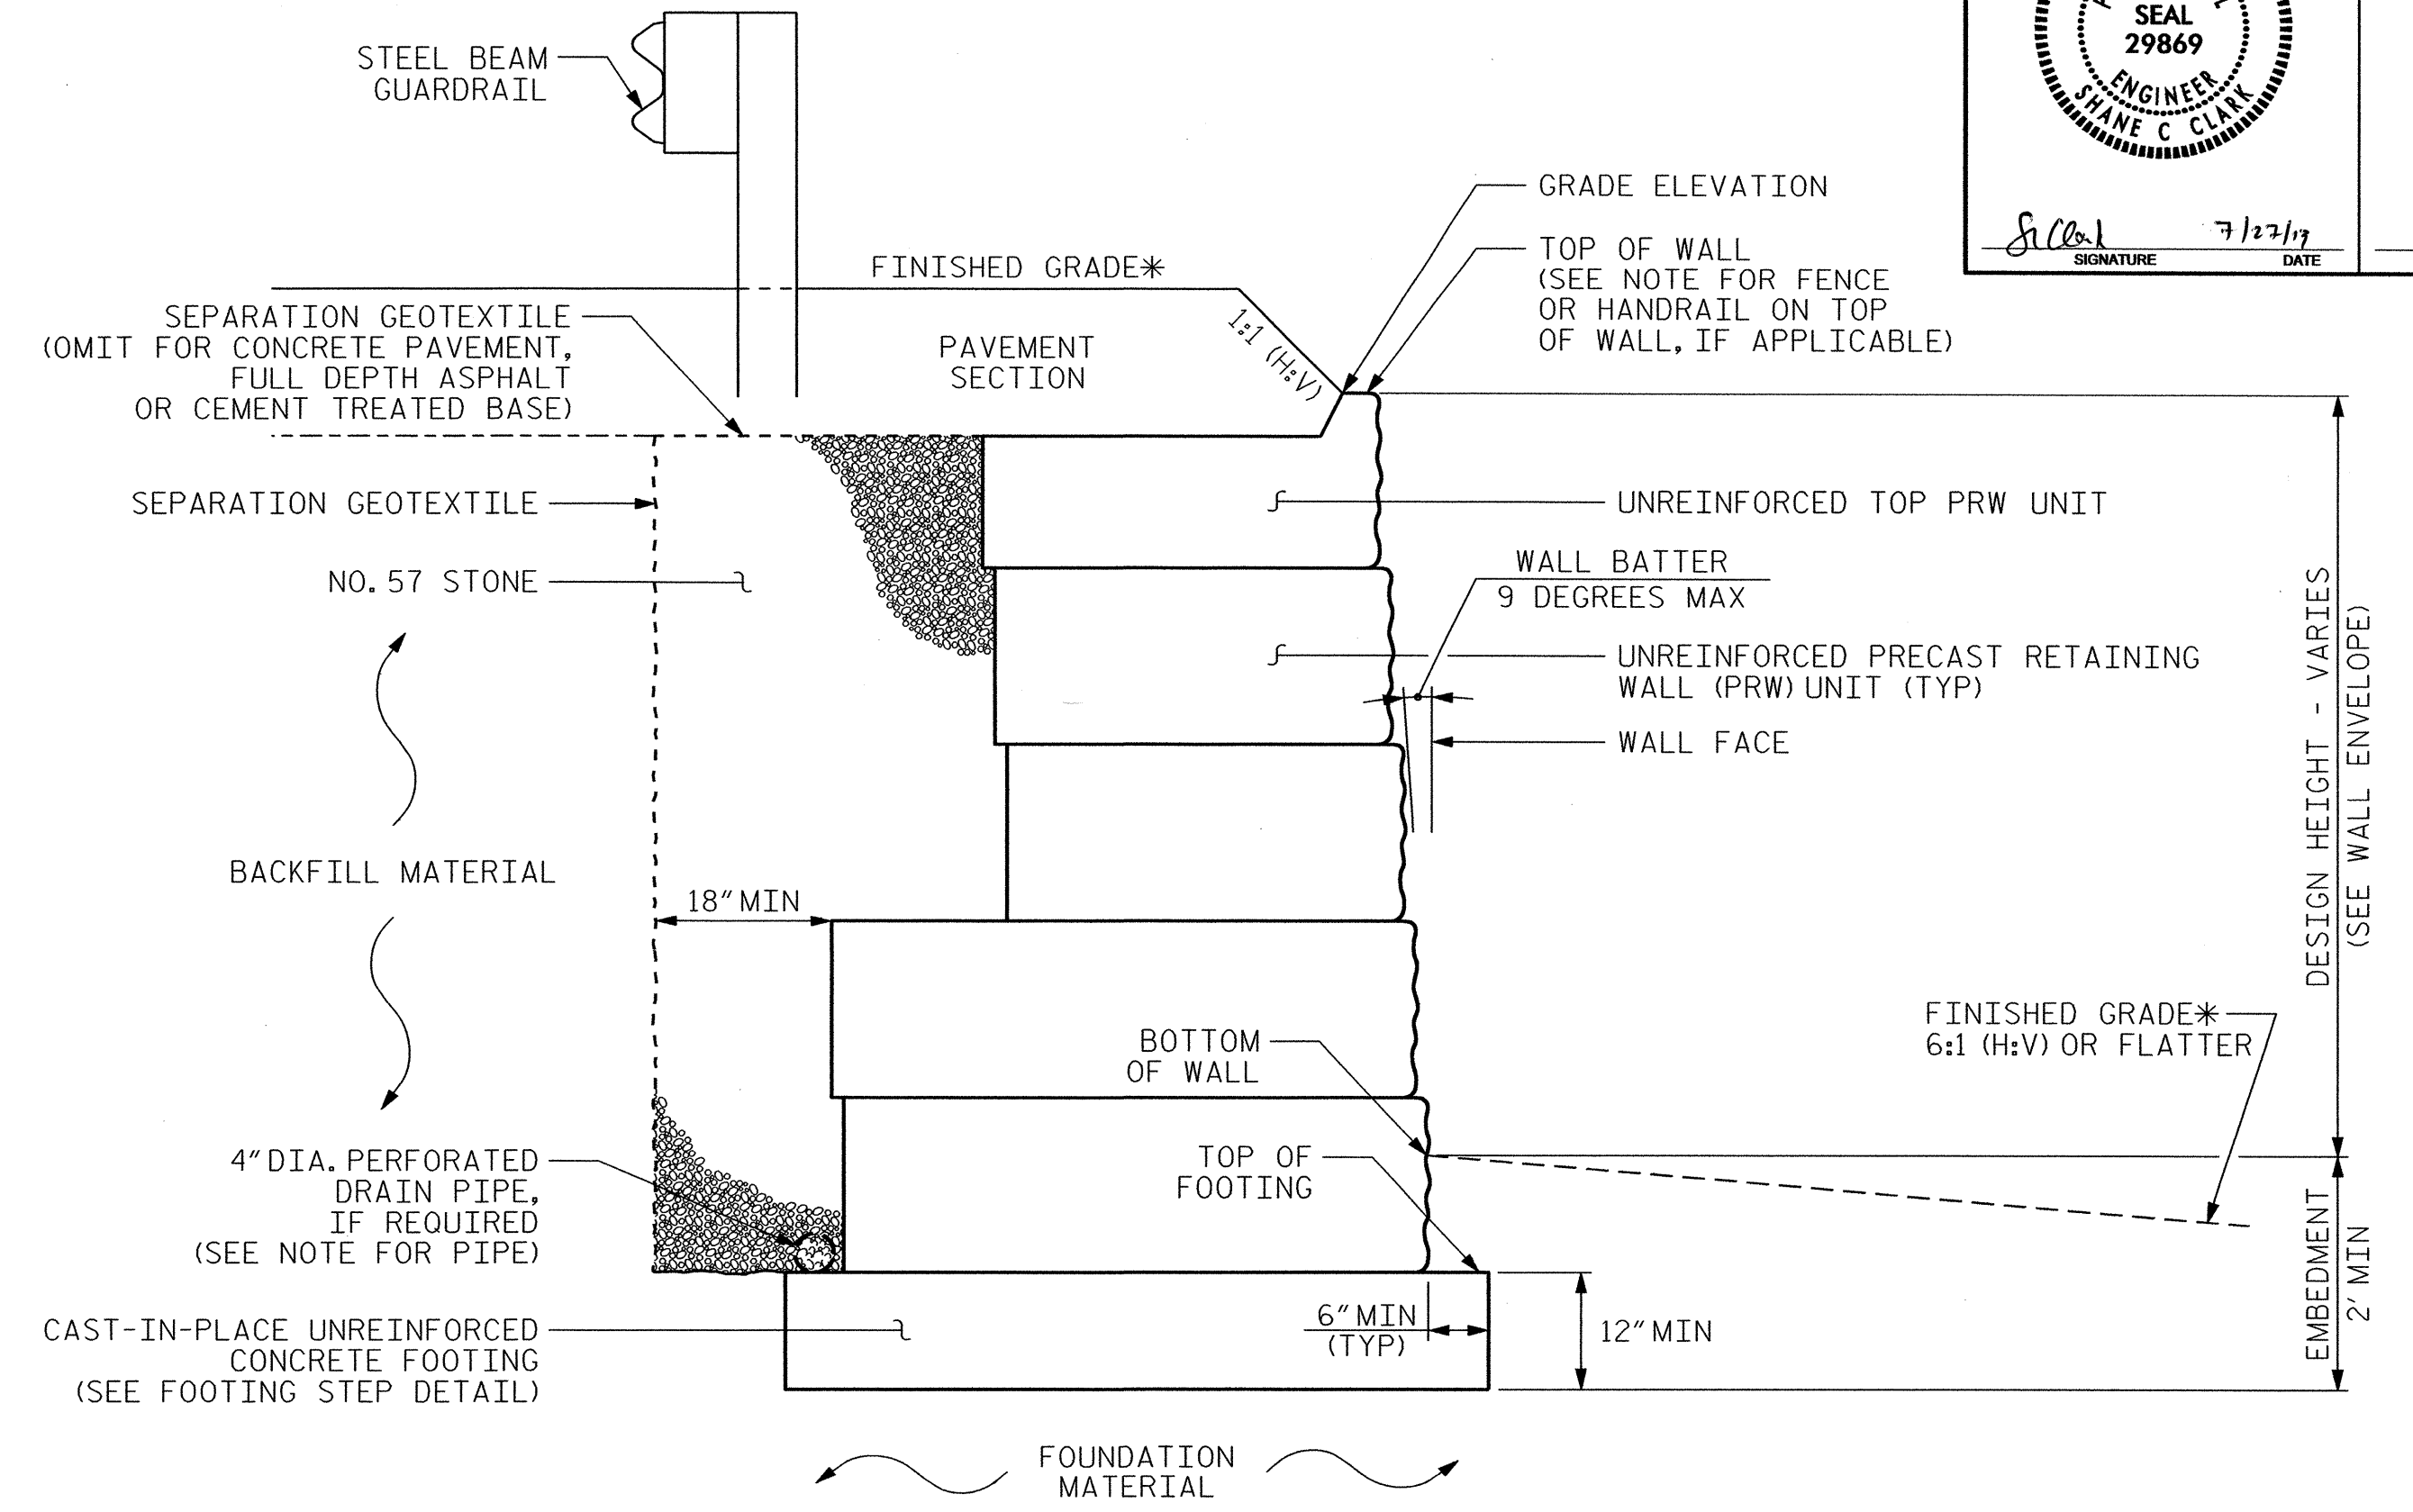 SEAL
29869
ENGINEER
SHANE C CLARK
7/27/17
SIGNATURE
DATE
STEEL BEAM
GUARDRAIL
GRADE ELEVATION
TOP OF WALL
(SEE NOTE FOR FENCE
OR HANDRAIL ON TOP
OF WALL, IF APPLICABLE)
FINISHED GRADE*
SEPARATION GEOTEXTILE
(OMIT FOR CONCRETE PAVEMENT,
FULL DEPTH ASPHALT
OR CEMENT TREATED BASE)
PAVEMENT
SECTION
1:1 (H:V)
SEPARATION GEOTEXTILE
UNREINFORCED TOP PRW UNIT
NO. 57 STONE
WALL BATTER
9 DEGREES MAX
UNREINFORCED PRECAST RETAINING
WALL (PRW) UNIT (TYP)
WALL FACE
DESIGN HEIGHT - VARIES
(SEE WALL ENVELOPE)
BACKFILL MATERIAL
18" MIN
BOTTOM
OF WALL
FINISHED GRADE*
6:1 (H:V) OR FLATTER
4" DIA. PERFORATED
DRAIN PIPE,
IF REQUIRED
(SEE NOTE FOR PIPE)
TOP OF
FOOTING
EMBEDMENT
2' MIN
CAST-IN-PLACE UNREINFORCED
CONCRETE FOOTING
(SEE FOOTING STEP DETAIL)
6" MIN
(TYP)
12" MIN
FOUNDATION
MATERIAL